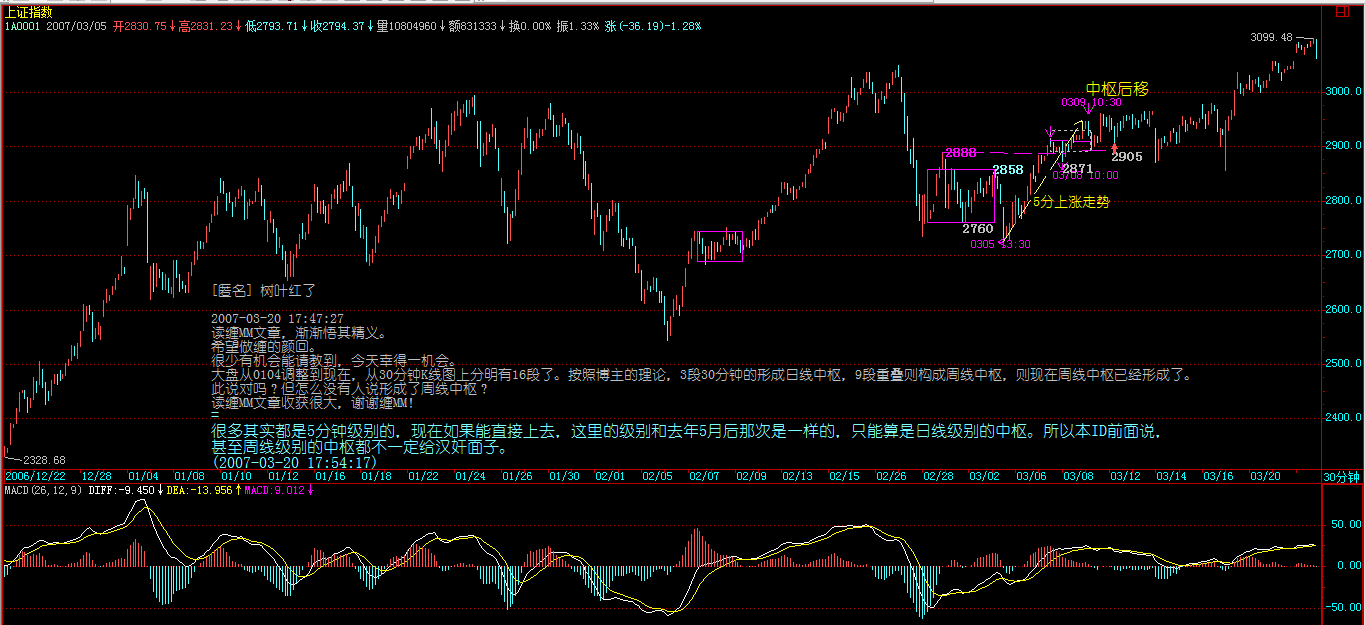 上证指数
1A0001 2007/03/05 开2830.75↓高2831.23↓低2793.71↓收2794.37↓量10804960↓额831333↓换0.00% 振1.33% 涨(-36.19)-1.28%
3099.48
3000.0
中枢后移
0309 10:30
2900.0
2888
2905
2858
2871
10:00
2800.0
5分上涨走势
2760
0305 13:30
2700.0
[匿名] 树叶红了
2600.0
2007-03-20 17:47:27
读缠MM文章，渐渐悟其精义。
希望做缠的颜回。
很少有机会能请教到，今天幸得一机会。
2500.0
大盘从0104调整到现在，从30分钟K线图上分明有16段了。按照博主的理论，3段30分钟的形成日线中枢，9段重叠则构成周线中枢，则现在周线中枢已经形成了。
此说对吗？但怎么没有人说形成了周线中枢？
读缠MM文章收获很大，谢谢缠MM!
=
2400.0
很多其实都是5分钟级别的，现在如果能直接上去，这里的级别和去年5月后那次是一样的，只能算是日线级别的中枢。所以本ID前面说，
甚至周线级别的中枢都不一定给汉奸面子。
(2007-03-20 17:54:17)
2328.68
2006/12/22 12/28 01/04 01/08 01/10 01/12 01/16 01/18 01/22 01/24 01/26 01/30 02/01 02/05 02/07 02/09 02/13 02/15 02/26 02/28 03/02 03/06 03/08 03/12 03/14 03/16 03/20 30分钟
MACD(26,12,9) DIFF:-9.450↓DEA:-13.956↑MACD:9.012↓
50.00
0.00
-50.00